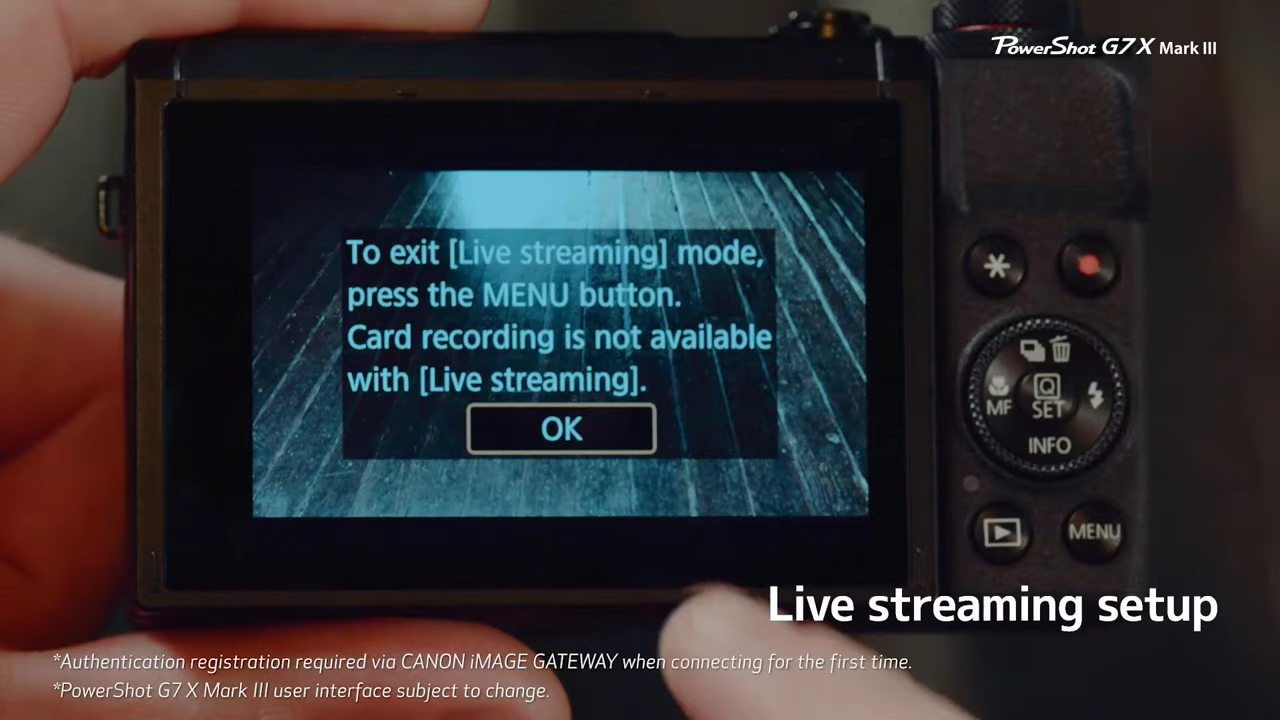 PowerShot G7 X Mark III
To exit [Live streaming] mode,
press the MENU button.
Card recording is not available
with [Live streaming].
OK
MF
Q
SET
INFO
MENU
Live streaming setup
*Authentication registration required via CANON iMAGE GATEWAY when connecting for the first time.
*PowerShot G7 X Mark III user interface subject to change.